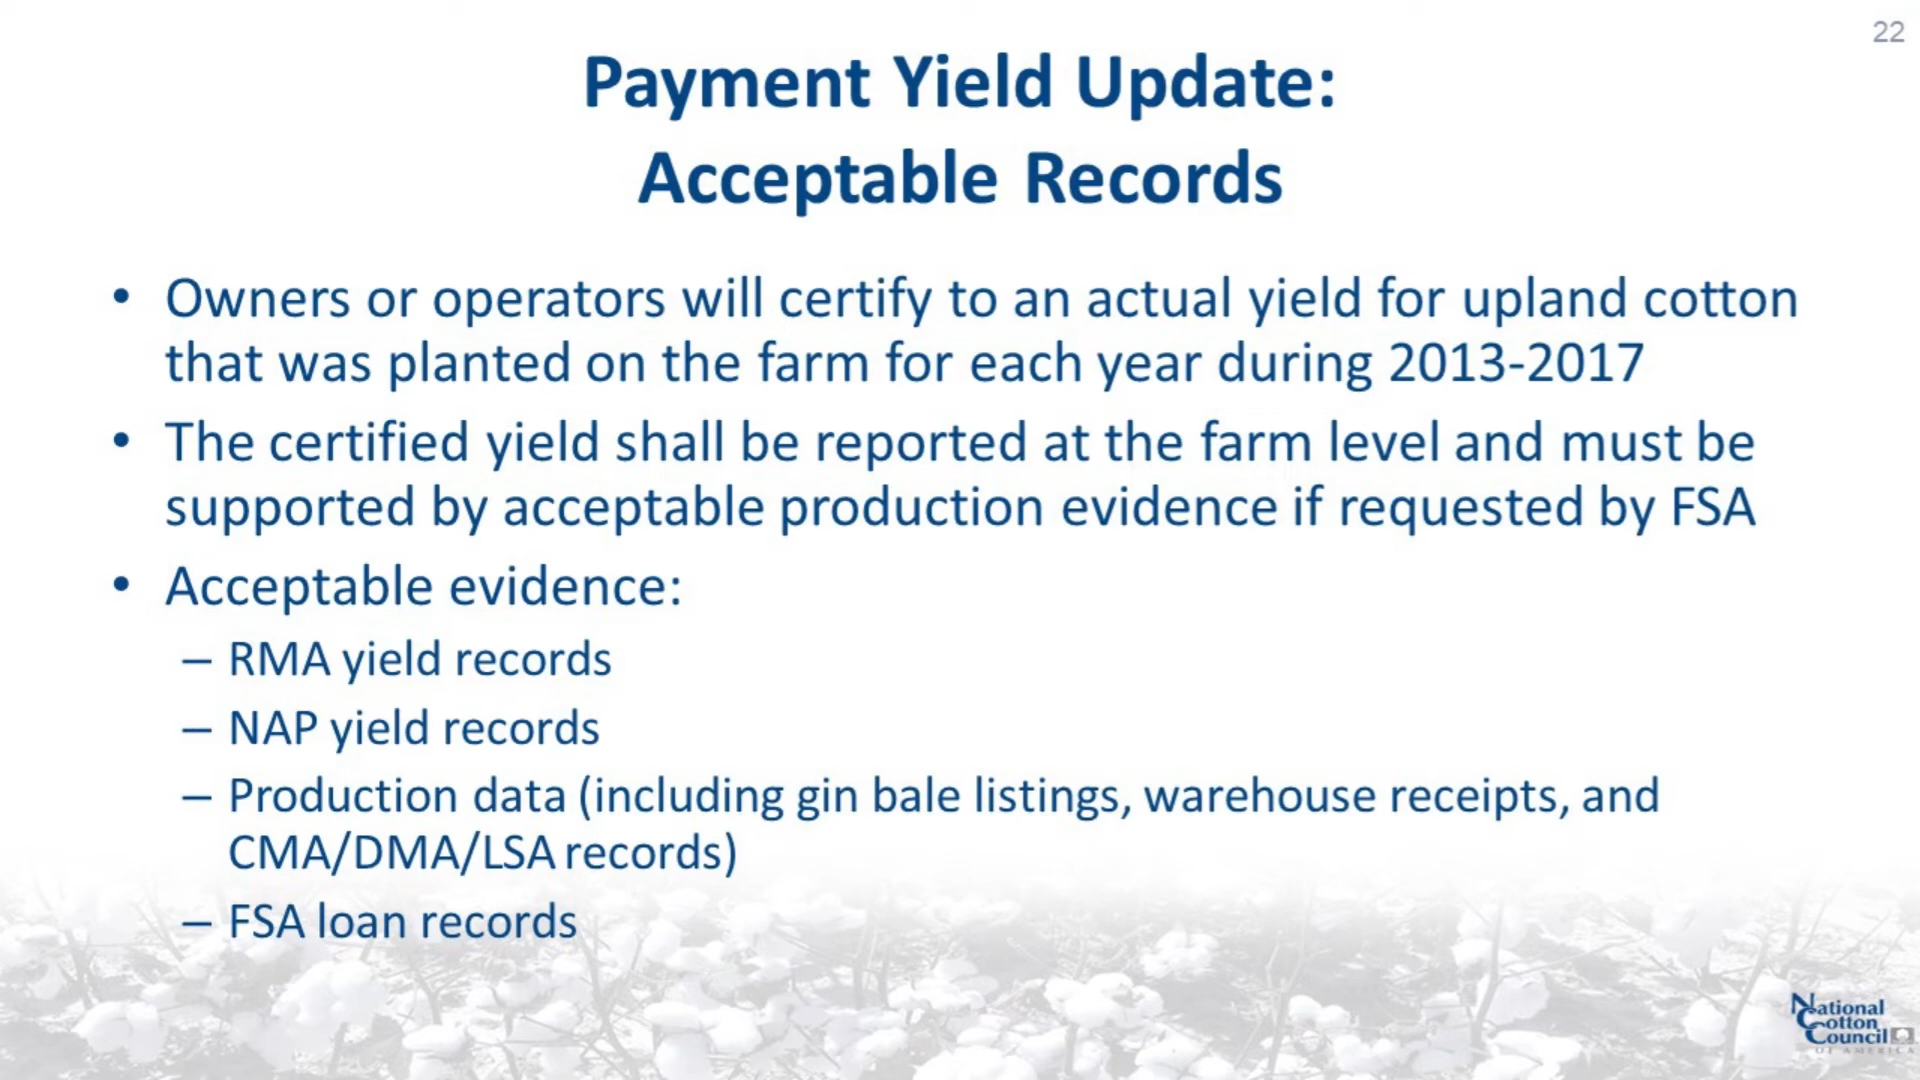 22
Payment Yield Update:
Acceptable Records
• Owners or operators will certify to an actual yield for upland cotton
that was planted on the farm for each year during 2013-2017
• The certified yield shall be reported at the farm level and must be
supported by acceptable production evidence if requested by FSA
• Acceptable evidence:
– RMA yield records
– NAP yield records
– Production data (including gin bale listings, warehouse receipts, and
CMA/DMA/LSA records)
– FSA loan records
National
Cotton
Council
OF AMERICA